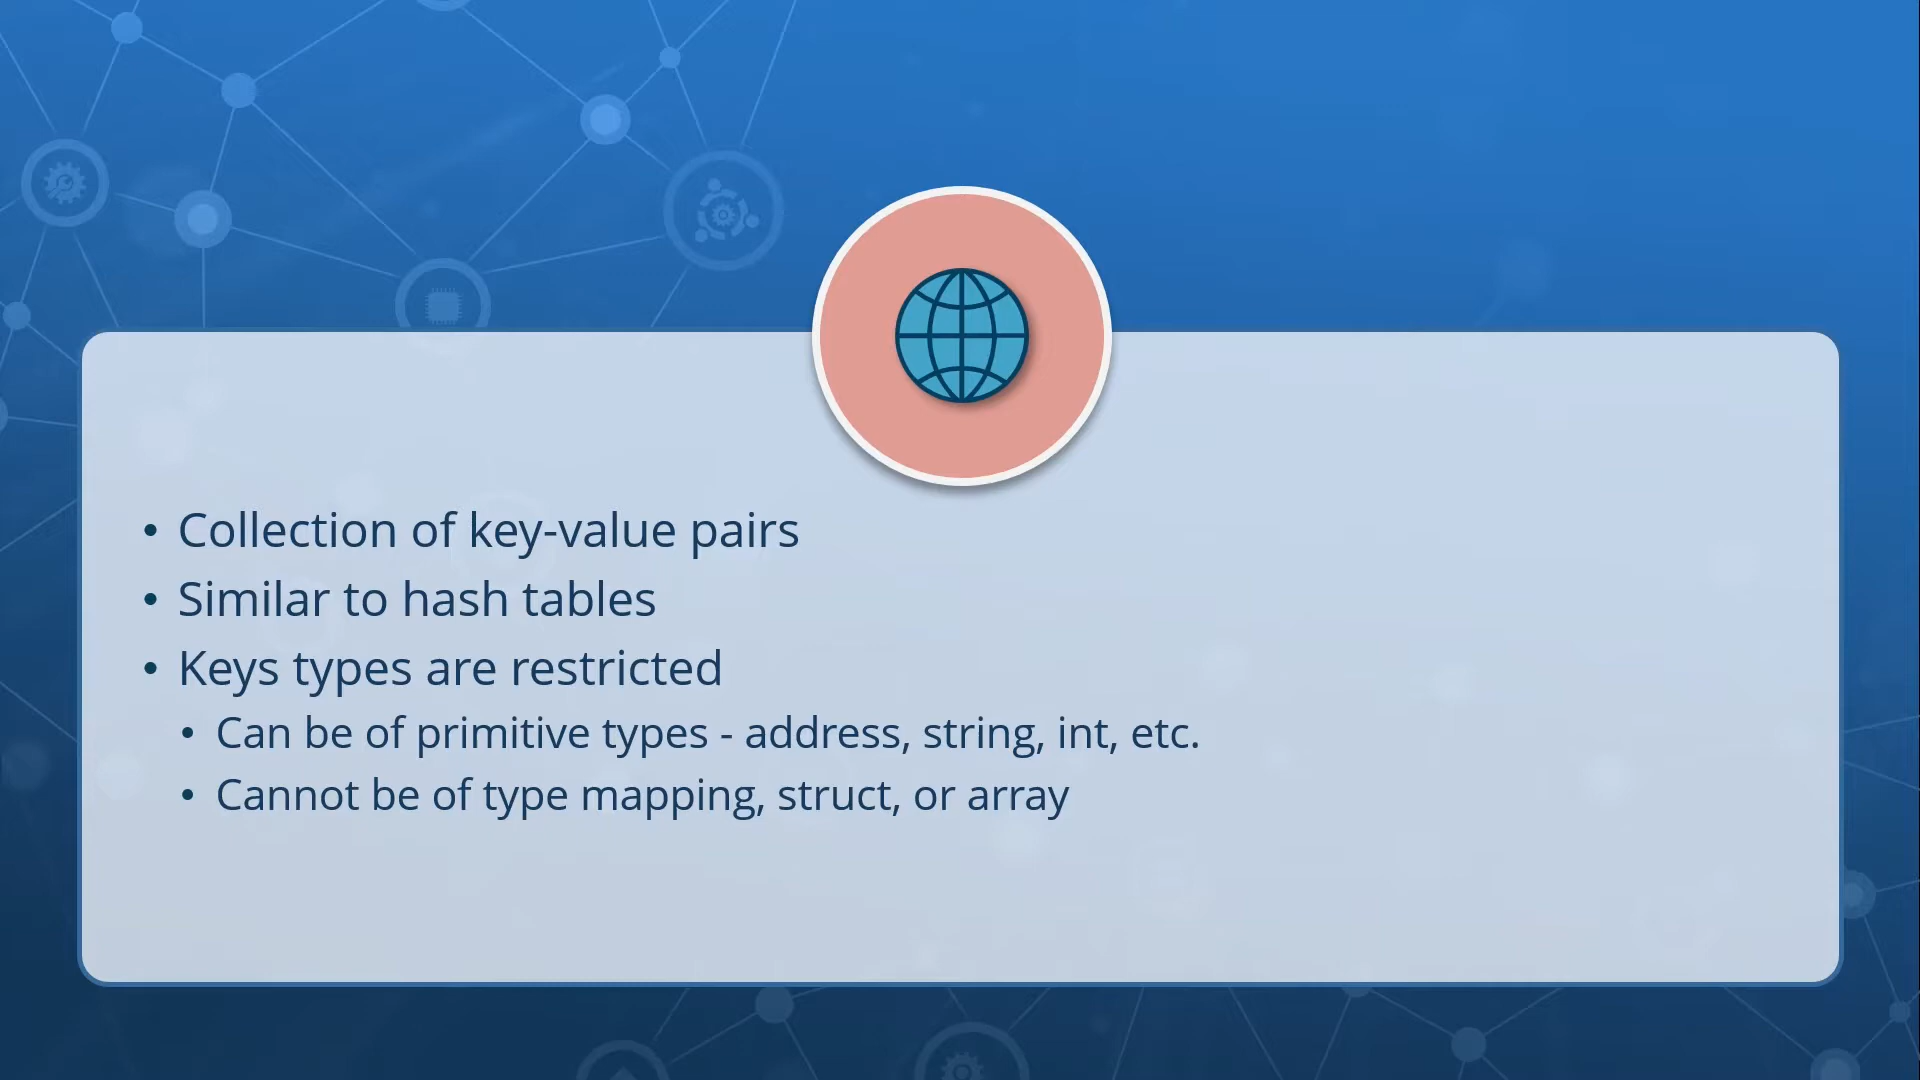 • Collection of key-value pairs
• Similar to hash tables
• Keys types are restricted
• Can be of primitive types - address, string, int, etc.
• Cannot be of type mapping, struct, or array